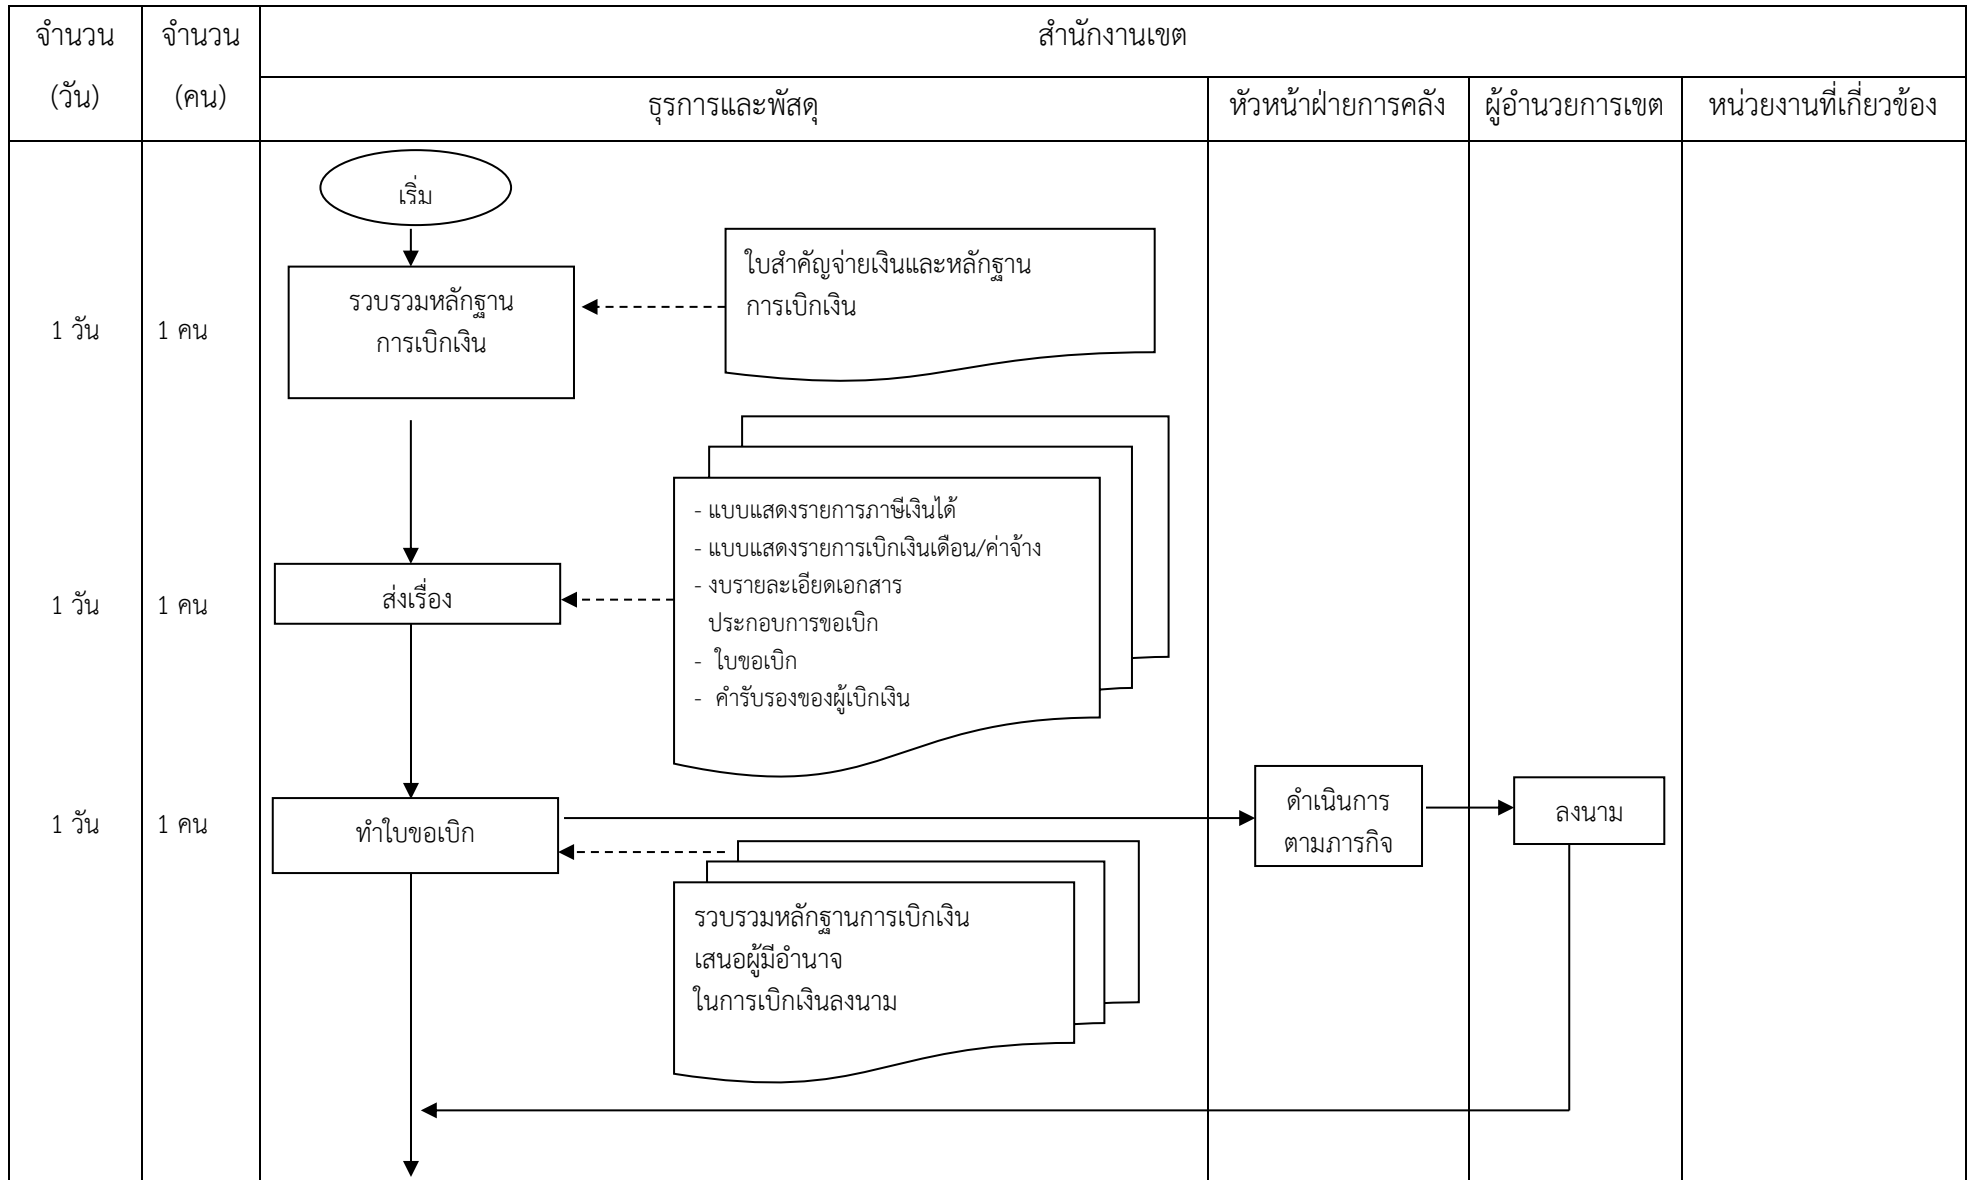 จำนวน
(วัน)
จำนวน
(คน)
สำนักงานเขต
ธุรการและพัสดุ
หัวหน้าฝ่ายการคลัง
ผู้อำนวยการเขต
หน่วยงานที่เกี่ยวข้อง
เริ่ม
1 วัน
1 คน
รวบรวมหลักฐาน
การเบิกเงิน
ใบสำคัญจ่ายเงินและหลักฐาน
การเบิกเงิน
1 วัน
1 คน
ส่งเรื่อง
- แบบแสดงรายการภาษีเงินได้
- แบบแสดงรายการเบิกเงินเดือน/ค่าจ้าง
- งบรายละเอียดเอกสาร
ประกอบการขอเบิก
- ใบขอเบิก
- คำรับรองของผู้เบิกเงิน
1 วัน
1 คน
ทำใบขอเบิก
ดำเนินการ
ตามภารกิจ
ลงนาม
รวบรวมหลักฐานการเบิกเงิน
เสนอผู้มีอำนาจ
ในการเบิกเงินลงนาม